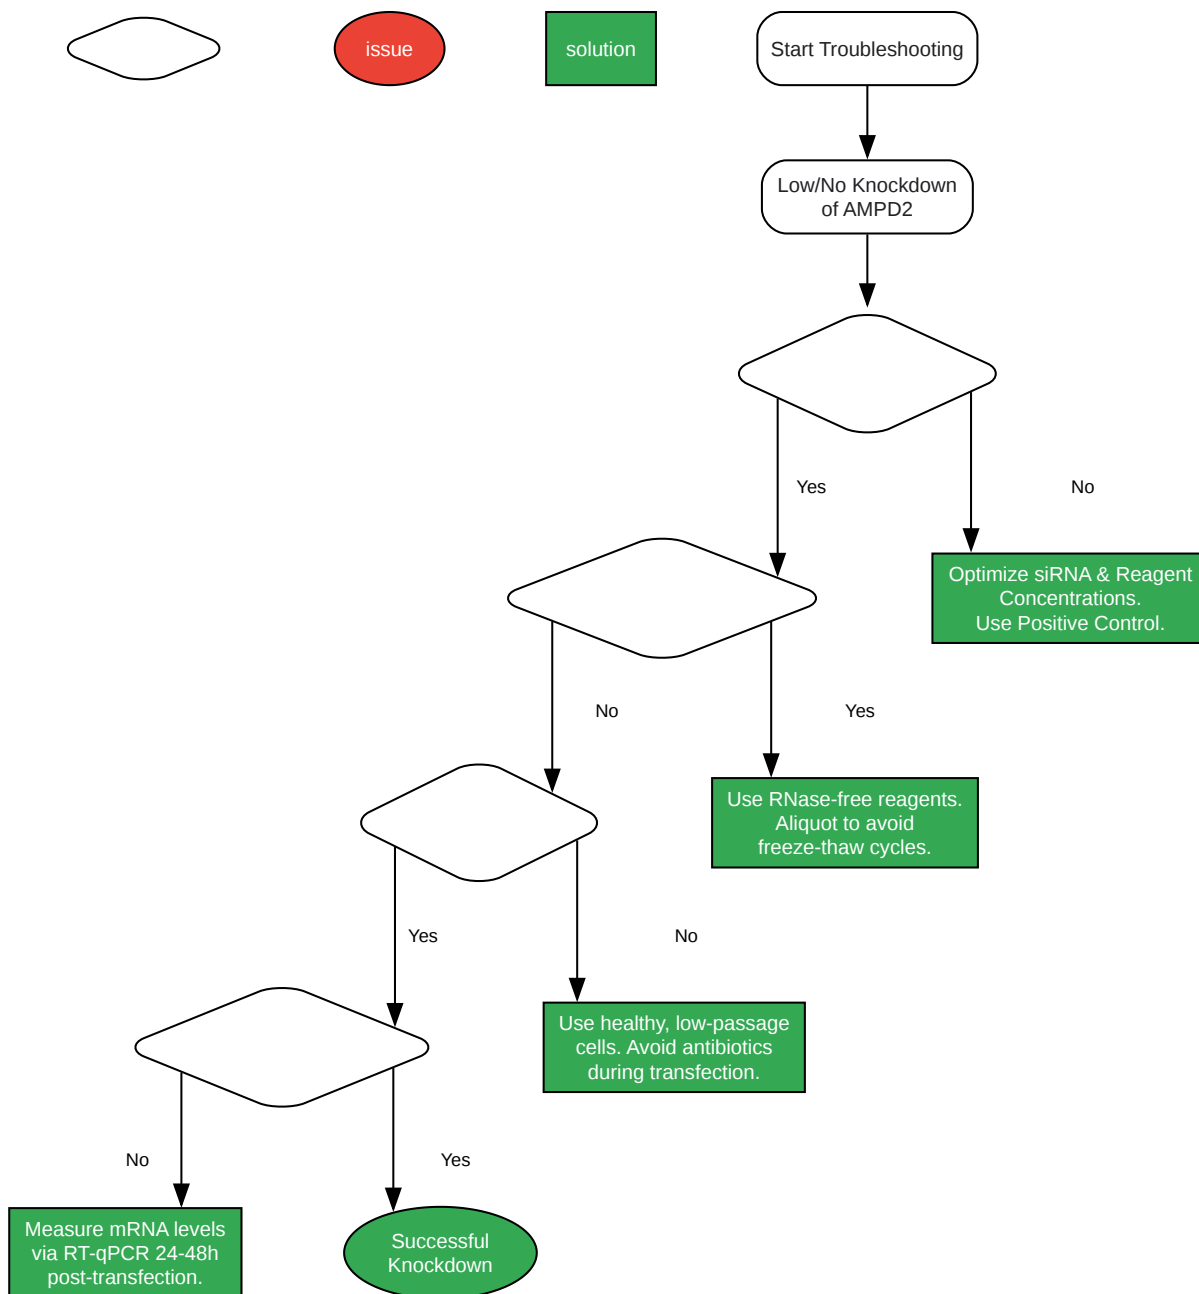 issue
solution
Start Troubleshooting
Low/No Knockdown
of AMPD2
Yes
No
Optimize siRNA & Reagent
Concentrations.
Use Positive Control.
No
Yes
Use RNase-free reagents.
Aliquot to avoid
freeze-thaw cycles.
Yes
No
Use healthy, low-passage
cells. Avoid antibiotics
during transfection.
No
Yes
Measure mRNA levels
via RT-qPCR 24-48h
post-transfection.
Successful
Knockdown